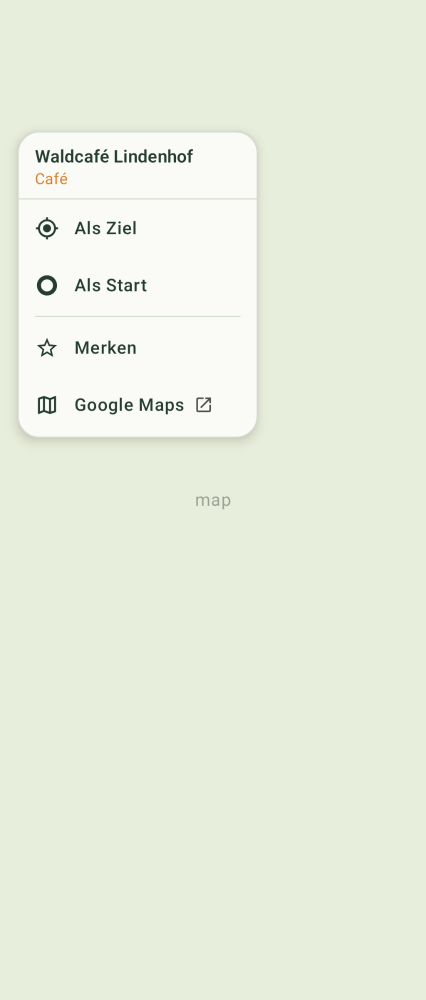 Waldcafé Lindenhof
Café
Als Ziel
Als Start
Merken
Google Maps
map